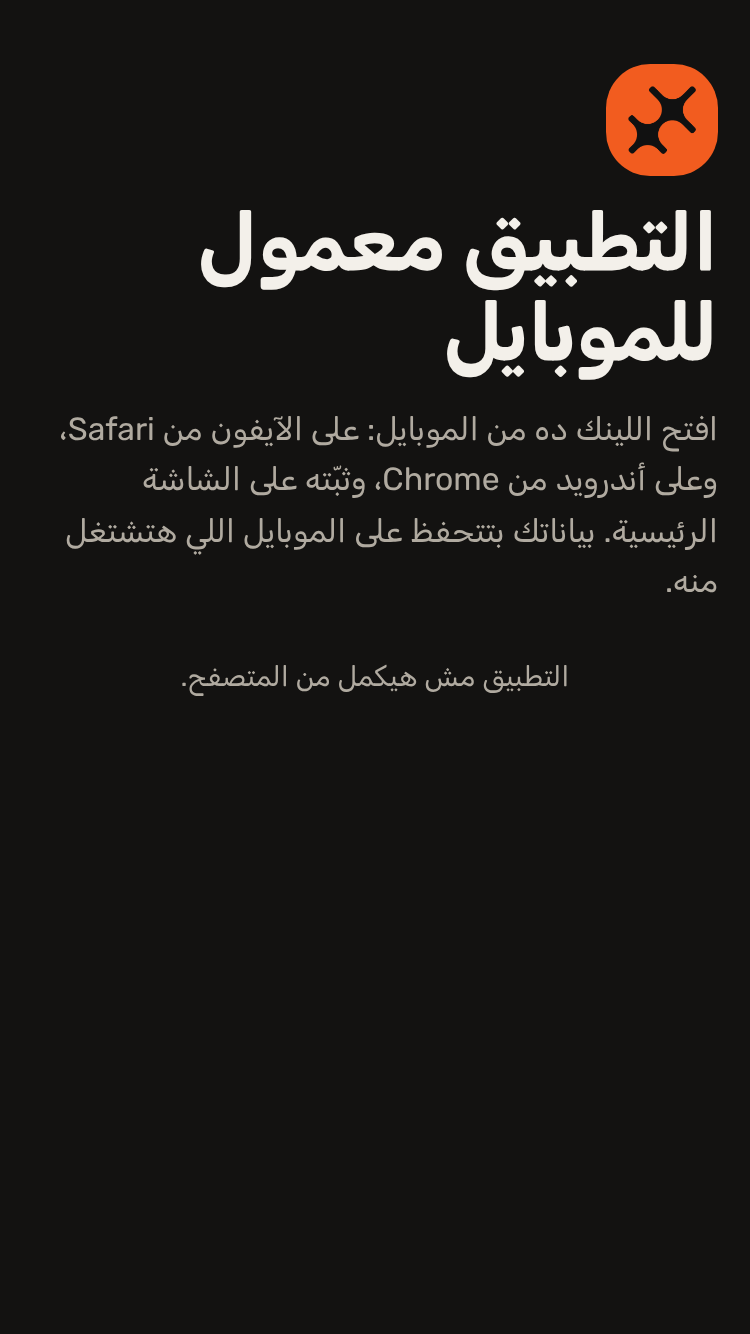 التطبيق معمول
للموبايل
افتح اللينك ده من الموبايل: على الآيفون من Safari،
وعلى أندرويد من Chrome، وثبّته على الشاشة
الرئيسية. بياناتك بتتحفظ على الموبايل اللي هتشتغل
منه.
التطبيق مش هيكمل من المتصفح.